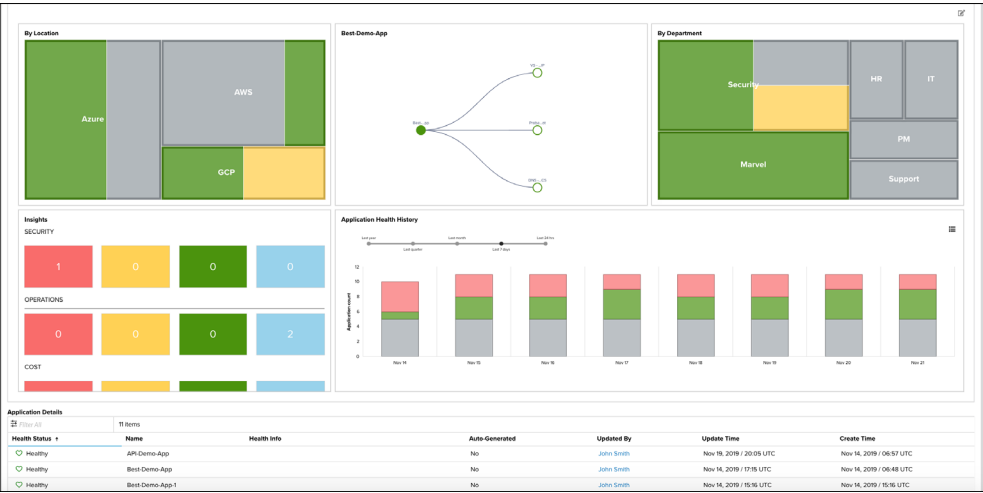 By Location
Azure
AWS
GCP
Best-Demo-App
Best...pp
VS-...IP
DNS-...CS
By Department
Security
HR
IT
PM
Marvel
Support
Insights
SECURITY
1 0 0 0
OPERATIONS
0 0 0 2
COST
Application Health History
Last year Last month Last 24 hrs
Last quarter Last 7 days
Application count
12
10
8
6
4
2
0
Nov 14 Nov 15 Nov 16 Nov 17 Nov 18 Nov 19 Nov 20 Nov 21
Application Details
Filter All 11 items
Health Status Name Health Info Auto-Generated Updated By Update Time Create Time
Healthy API-Demo-App No John Smith Nov 19, 2019 / 20:05 UTC Nov 14, 2019 / 06:57 UTC
Healthy Best-Demo-App No John Smith Nov 14, 2019 / 17:15 UTC Nov 14, 2019 / 06:48 UTC
Healthy Best-Demo-App-1 No John Smith Nov 14, 2019 / 15:16 UTC Nov 14, 2019 / 15:16 UTC